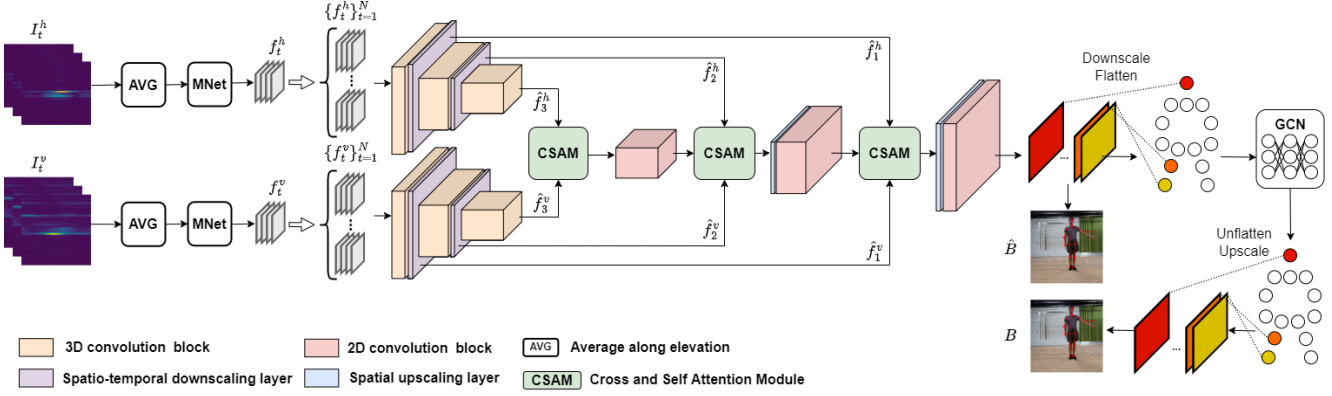 I_t^h
AVG
MNet
f_t^h
{f_t^h}_{t=1}^N
I_t^v
AVG
MNet
f_t^v
{f_t^v}_{t=1}^N
f̂_1^h
f̂_2^h
f̂_3^h
CSAM
CSAM
CSAM
f̂_3^v
f̂_2^v
f̂_1^v
Downscale
Flatten
...
GCN
B̂
Unflatten
Upscale
B
...
3D convolution block
2D convolution block
AVG
Average along elevation
Spatio-temporal downscaling layer
Spatial upscaling layer
CSAM
Cross and Self Attention Module